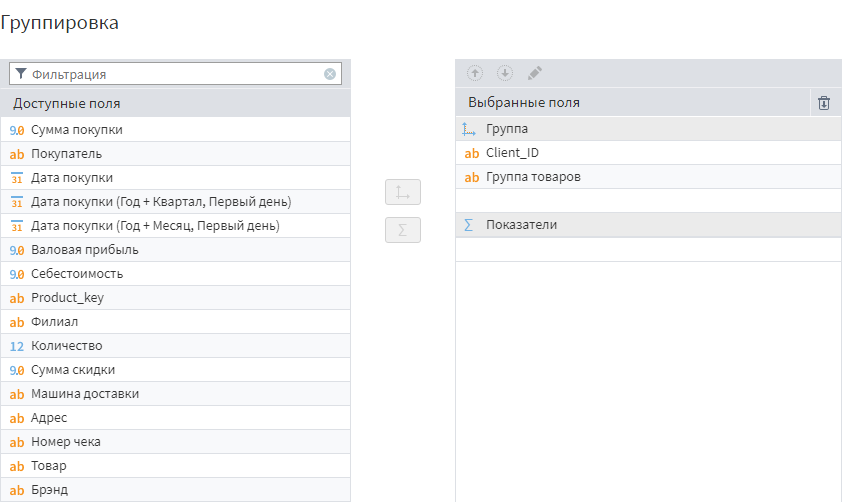 Группировка
Фильтрация
Доступные поля
9.0 Сумма покупки
ab Покупатель
31 Дата покупки
31 Дата покупки (Год + Квартал, Первый день)
31 Дата покупки (Год + Месяц, Первый день)
9.0 Валовая прибыль
9.0 Себестоимость
ab Product_key
ab Филиал
12 Количество
9.0 Сумма скидки
ab Машина доставки
ab Адрес
ab Номер чека
ab Товар
ab Брэнд
Σ
Выбранные поля
Группа
ab Client_ID
ab Группа товаров
Σ Показатели